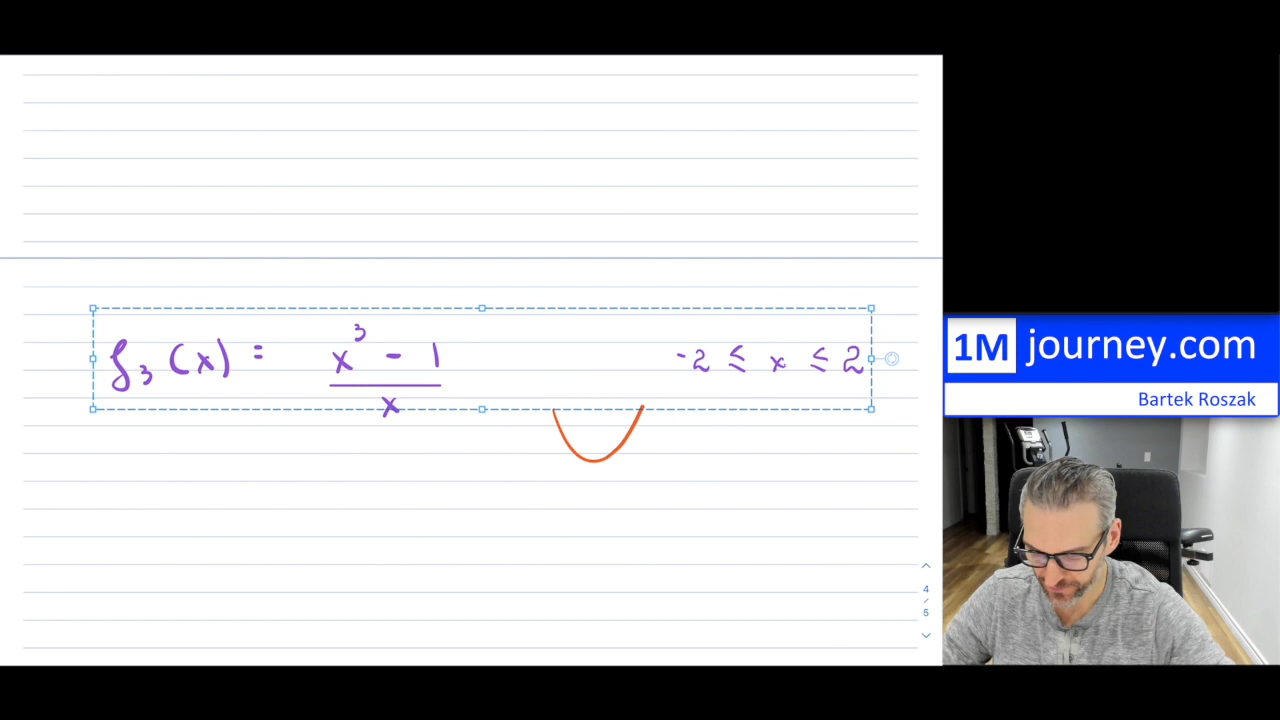 f₃(x) = x³ - 1 / x    -2 ≤ x ≤ 2
1M journey.com
Bartek Roszak
4
/
5